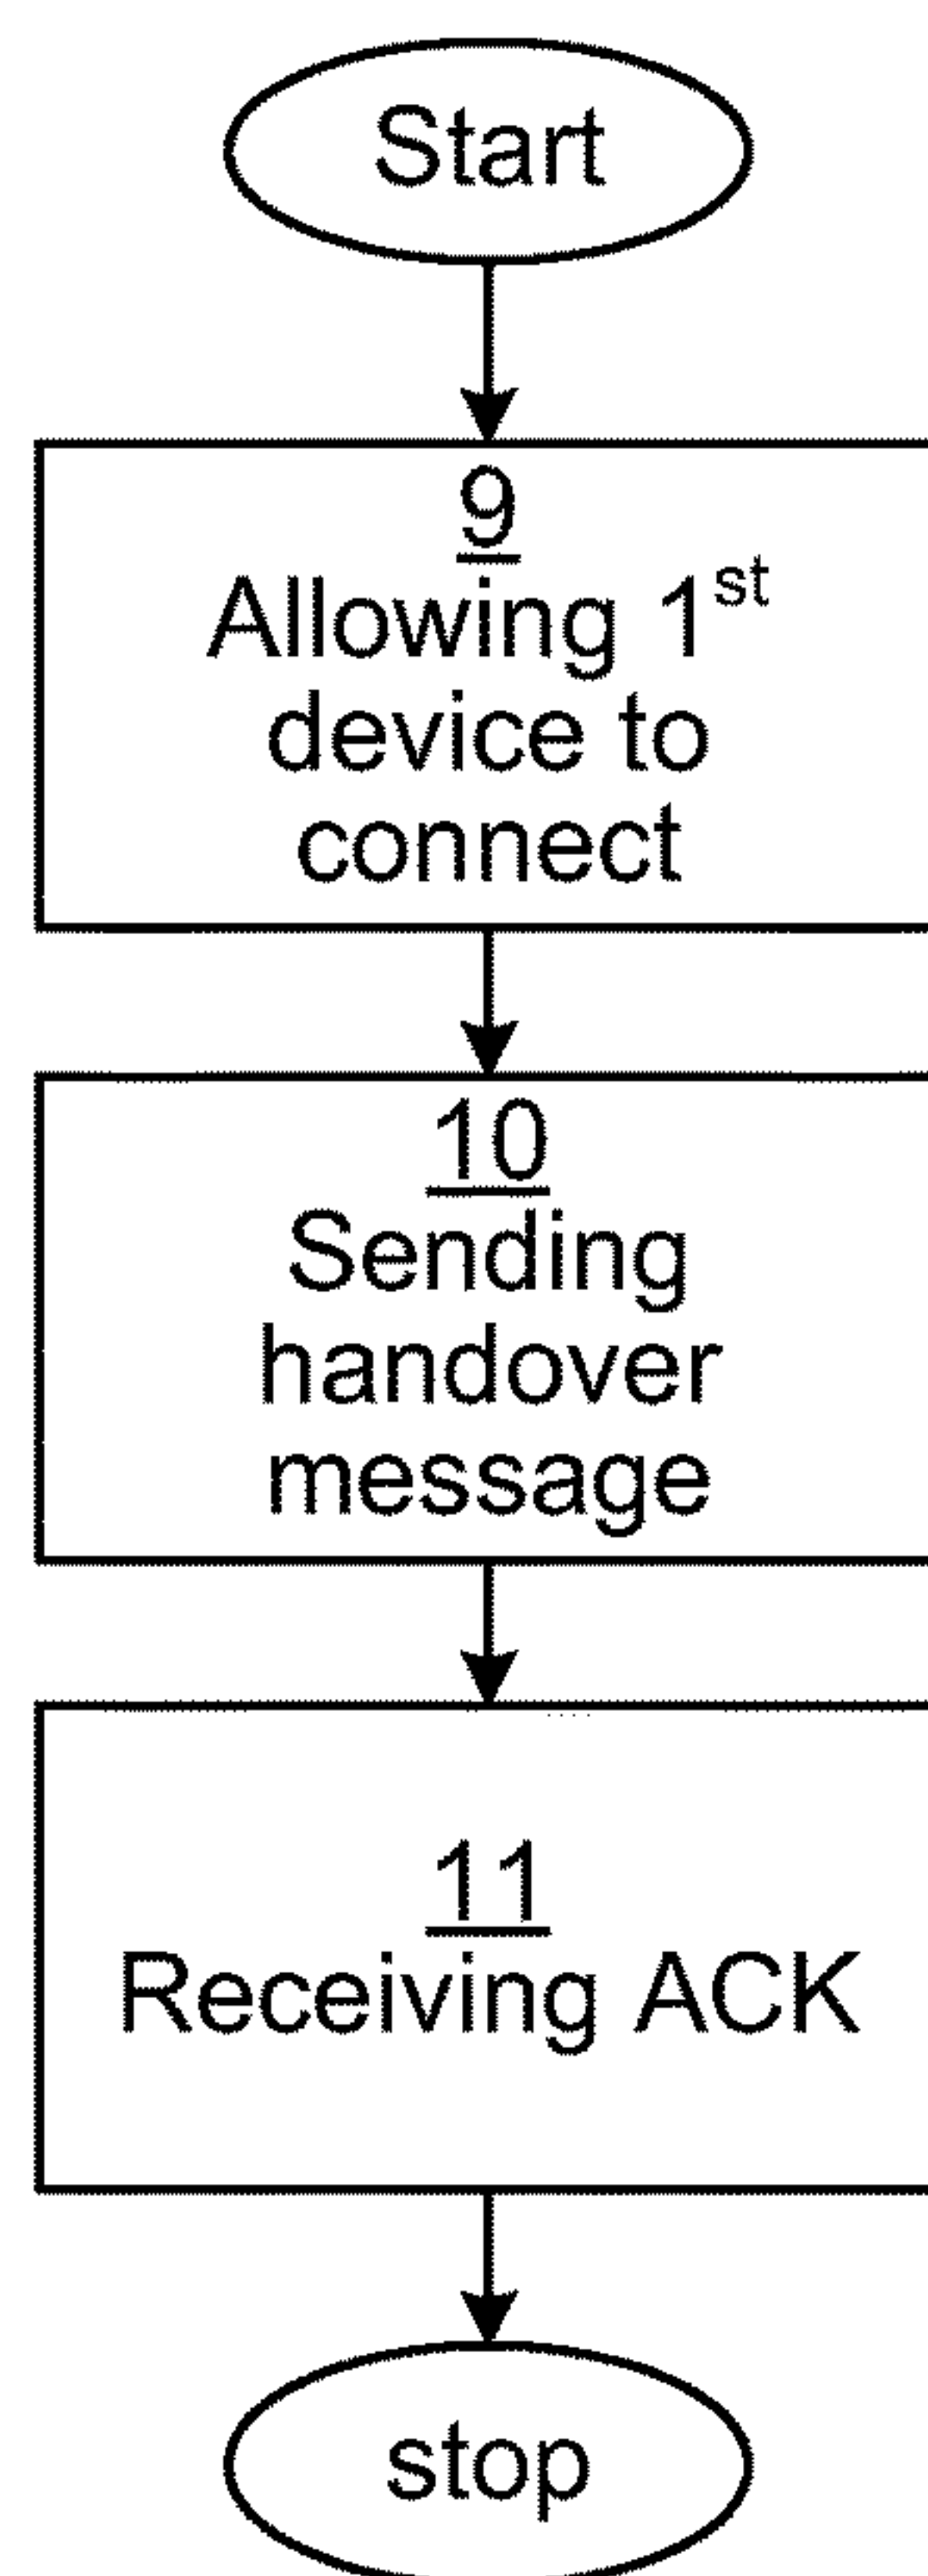 Start
9
Allowing 1st
device to
connect
10
Sending
handover
message
11
Receiving ACK
stop